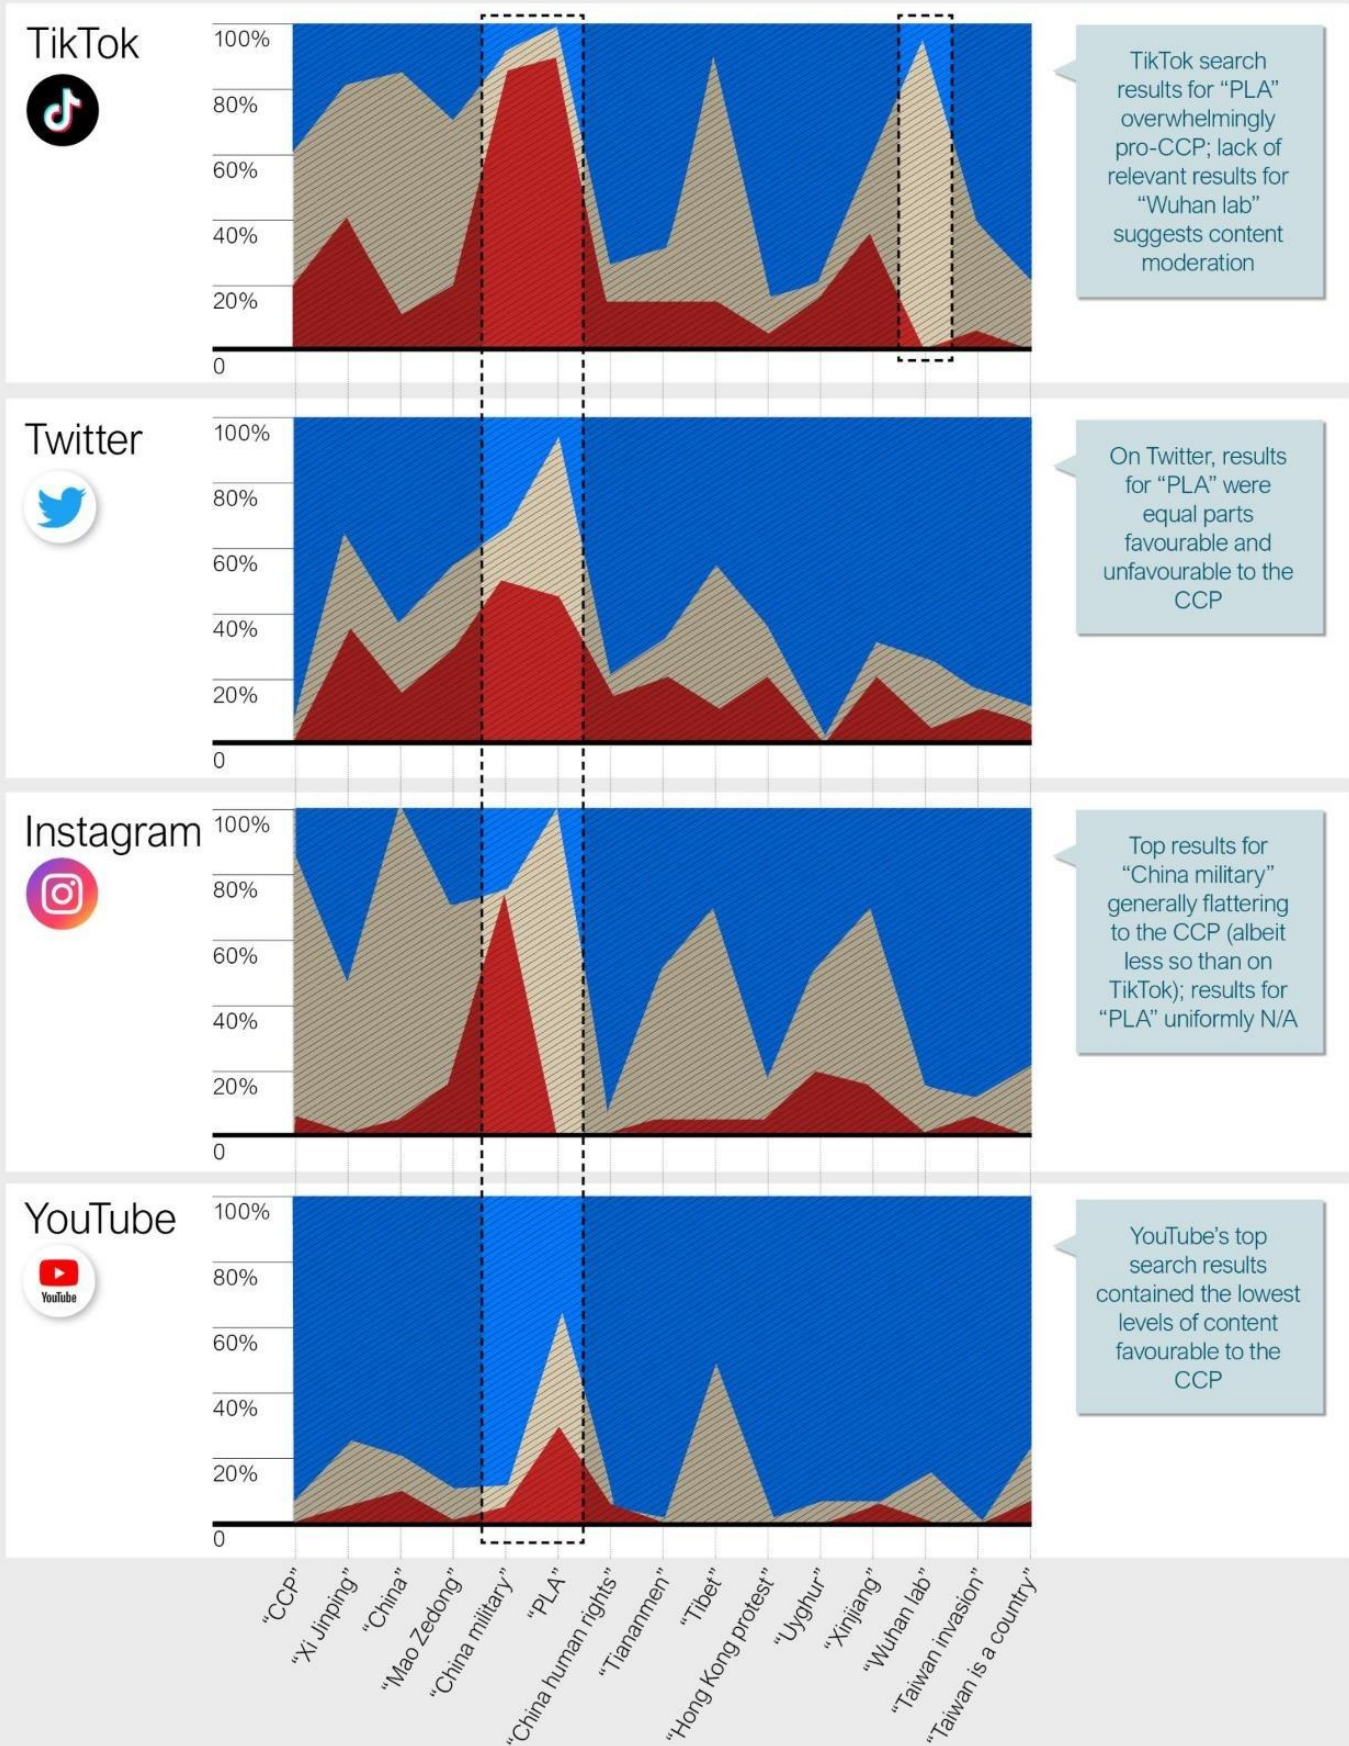 TikTok
100%
80%
60%
40%
20%
0
TikTok search
results for “PLA”
overwhelmingly
pro-CCP; lack of
relevant results for
“Wuhan lab”
suggests content
moderation
Twitter
100%
80%
60%
40%
20%
0
On Twitter, results
for “PLA” were
equal parts
favourable and
unfavourable to the
CCP
Instagram
100%
80%
60%
40%
20%
0
Top results for
“China military”
generally flattering
to the CCP (albeit
less so than on
TikTok); results for
“PLA” uniformly N/A
YouTube
YouTube
100%
80%
60%
40%
20%
0
YouTube’s top
search results
contained the lowest
levels of content
favourable to the
CCP
“CCP”
“Xi Jinping”
“China”
“Mao Zedong”
“China military”
“PLA”
“China human rights”
“Tiananmen”
“Tibet”
“Hong Kong protest”
“Uyghur”
“Xinjiang”
“Wuhan lab”
“Taiwan invasion”
“Taiwan is a country”